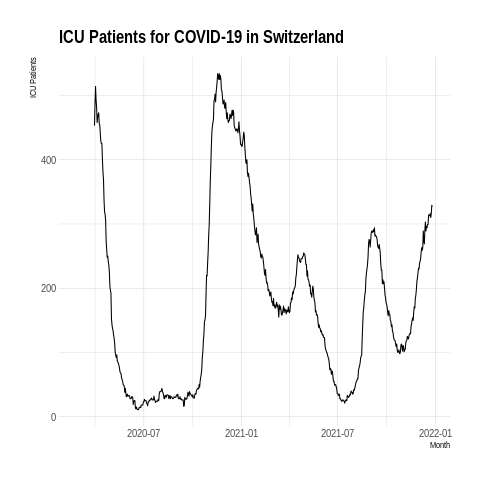 ICU Patients for COVID-19 in Switzerland
ICU Patients
400
200
0
2020-07 2021-01 2021-07 2022-01
Month